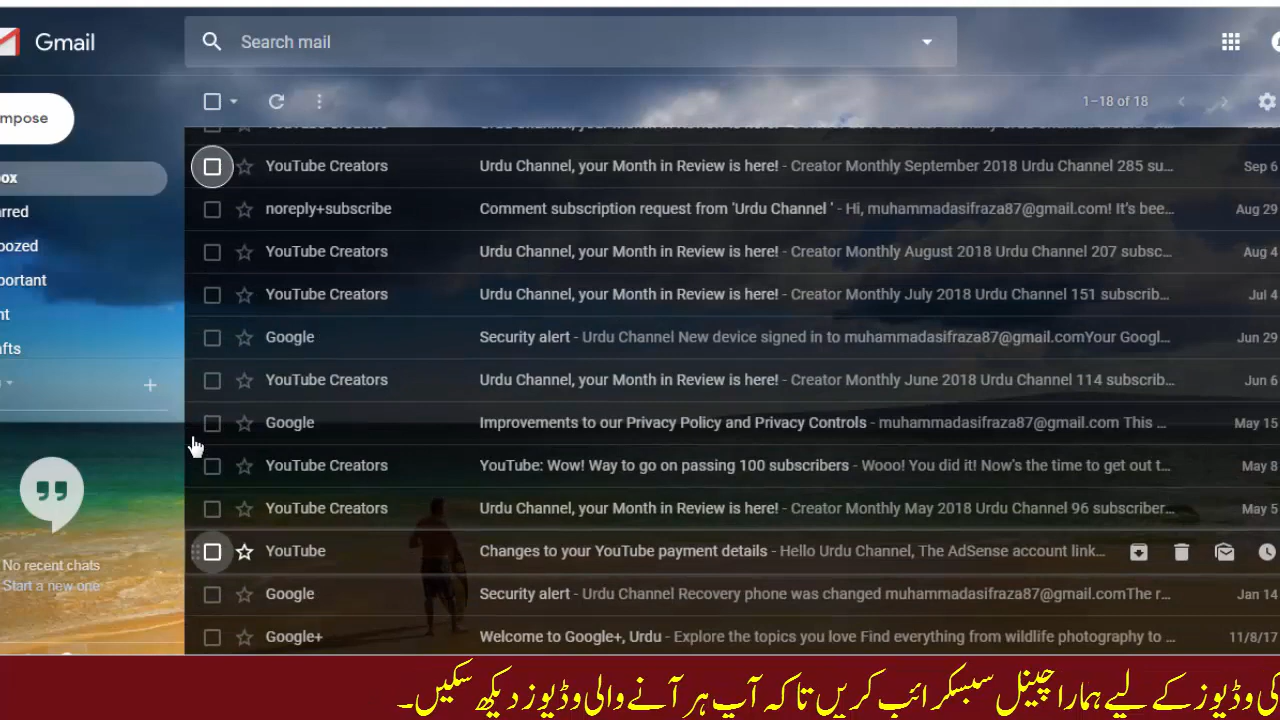 Gmail
Search mail
mpose
1–18 of 18
ox
YouTube Creators Urdu Channel, your Month in Review is here! - Creator Monthly September 2018 Urdu Channel 285 su... Sep 6
rred
noreply+subscribe Comment subscription request from 'Urdu Channel ' - Hi, muhammadasifraza87@gmail.com! It's bee... Aug 29
oozed
YouTube Creators Urdu Channel, your Month in Review is here! - Creator Monthly August 2018 Urdu Channel 207 subsc... Aug 4
portant
YouTube Creators Urdu Channel, your Month in Review is here! - Creator Monthly July 2018 Urdu Channel 151 subscrib... Jul 4
nt
Google Security alert - Urdu Channel New device signed in to muhammadasifraza87@gmail.comYour Googl... Jun 29
afts
YouTube Creators Urdu Channel, your Month in Review is here! - Creator Monthly June 2018 Urdu Channel 114 subscrib... Jun 6
Google Improvements to our Privacy Policy and Privacy Controls - muhammadasifraza87@gmail.com This ... May 15
YouTube Creators YouTube: Wow! Way to go on passing 100 subscribers - Wooo! You did it! Now's the time to get out t... May 8
YouTube Creators Urdu Channel, your Month in Review is here! - Creator Monthly May 2018 Urdu Channel 96 subscriber... May 5
YouTube Changes to your YouTube payment details - Hello Urdu Channel, The AdSense account link...
No recent chats
Start a new one
Google Security alert - Urdu Channel Recovery phone was changed muhammadasifraza87@gmail.comThe r... Jan 14
Google+ Welcome to Google+, Urdu - Explore the topics you love Find everything from wildlife photography to ... 11/8/17
کی وڈیوز کے لیے ہمارا چینل سبسکرائب کریں تاکہ آپ ہر آنے والی وڈیوز دیکھ سکیں۔